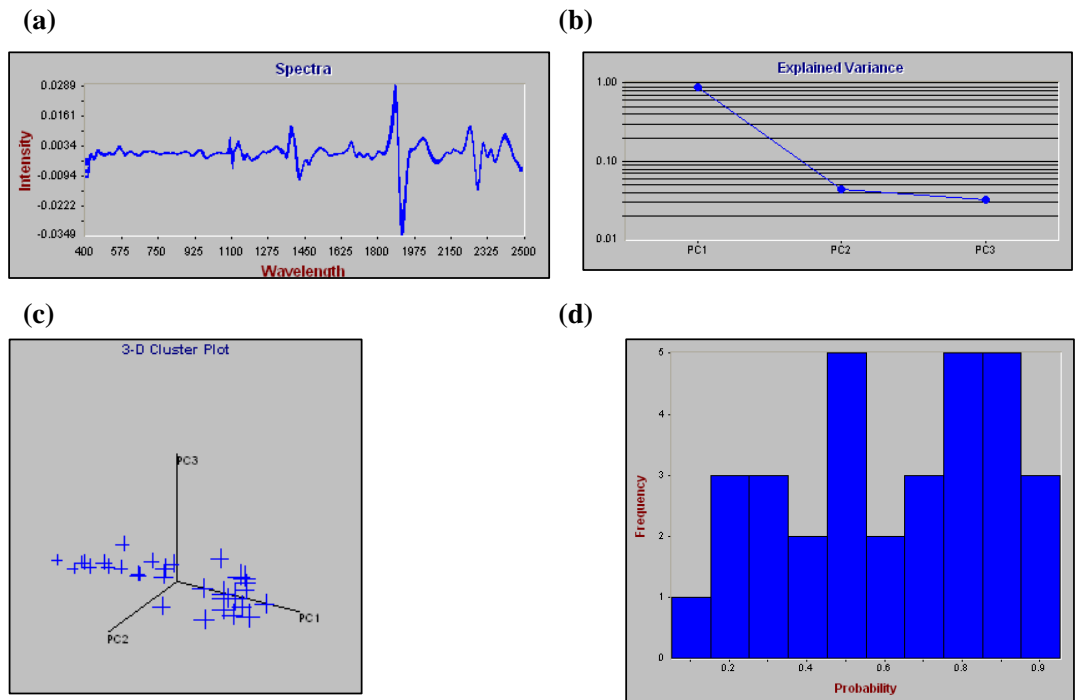 (a)
(b)
Spectra
0.0289
0.0161
0.0034
-0.0094
-0.0222
-0.0349
Intensity
400 575 750 925 1100 1275 1450 1625 1800 1975 2150 2325 2500
Wavelength
Explained Variance
1.00
0.10
0.01
PC1 PC2 PC3
(c)
(d)
3-D Cluster Plot
PC3
PC1
PC2
5
4
3
2
1
0
Frequency
0.2 0.4 0.5 0.6 0.8 0.9
Probability